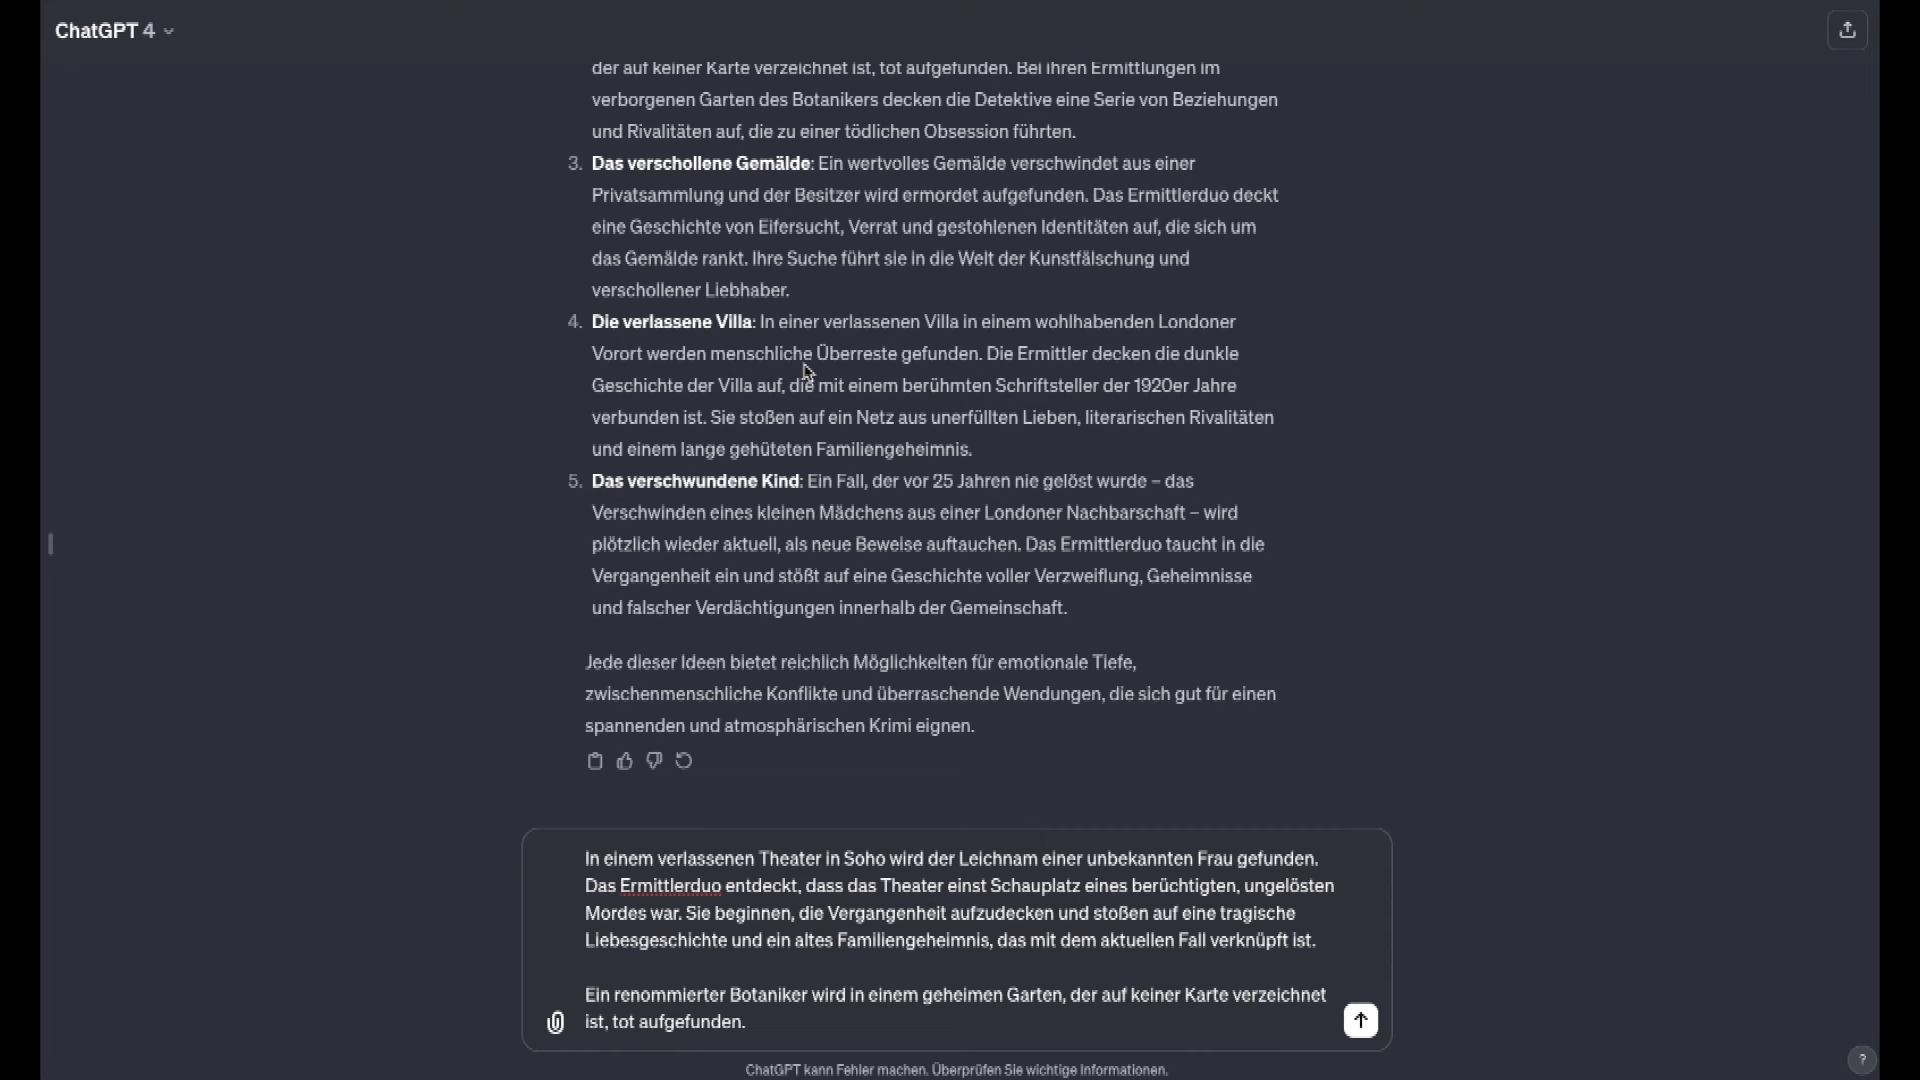 ChatGPT 4
der auf keiner Karte verzeichnet ist, tot aufgefunden. Bei ihren Ermittlungen im
verborgenen Garten des Botanikers decken die Detektive eine Serie von Beziehungen
und Rivalitäten auf, die zu einer tödlichen Obsession führten.
3. Das verschollene Gemälde: Ein wertvolles Gemälde verschwindet aus einer
Privatsammlung und der Besitzer wird ermordet aufgefunden. Das Ermittlerduo deckt
eine Geschichte von Eifersucht, Verrat und gestohlenen Identitäten auf, die sich um
das Gemälde rankt. Ihre Suche führt sie in die Welt der Kunstfälschung und
verschollener Liebhaber.
4. Die verlassene Villa: In einer verlassenen Villa in einem wohlhabenden Londoner
Vorort werden menschliche Überreste gefunden. Die Ermittler decken die dunkle
Geschichte der Villa auf, die mit einem berühmten Schriftsteller der 1920er Jahre
verbunden ist. Sie stoßen auf ein Netz aus unerfüllten Lieben, literarischen Rivalitäten
und einem lange gehüteten Familiengeheimnis.
5. Das verschwundene Kind: Ein Fall, der vor 25 Jahren nie gelöst wurde – das
Verschwinden eines kleinen Mädchens aus einer Londoner Nachbarschaft – wird
plötzlich wieder aktuell, als neue Beweise auftauchen. Das Ermittlerduo taucht in die
Vergangenheit ein und stößt auf eine Geschichte voller Verzweiflung, Geheimnisse
und falscher Verdächtigungen innerhalb der Gemeinschaft.
Jede dieser Ideen bietet reichlich Möglichkeiten für emotionale Tiefe,
zwischenmenschliche Konflikte und überraschende Wendungen, die sich gut für einen
spannenden und atmosphärischen Krimi eignen.
In einem verlassenen Theater in Soho wird der Leichnam einer unbekannten Frau gefunden.
Das Ermittlerduo entdeckt, dass das Theater einst Schauplatz eines berüchtigten, ungelösten
Mordes war. Sie beginnen, die Vergangenheit aufzudecken und stoßen auf eine tragische
Liebesgeschichte und ein altes Familiengeheimnis, das mit dem aktuellen Fall verknüpft ist.
Ein renommierter Botaniker wird in einem geheimen Garten, der auf keiner Karte verzeichnet
ist, tot aufgefunden.
ChatGPT kann Fehler machen. Überprüfen Sie wichtige Informationen.
?